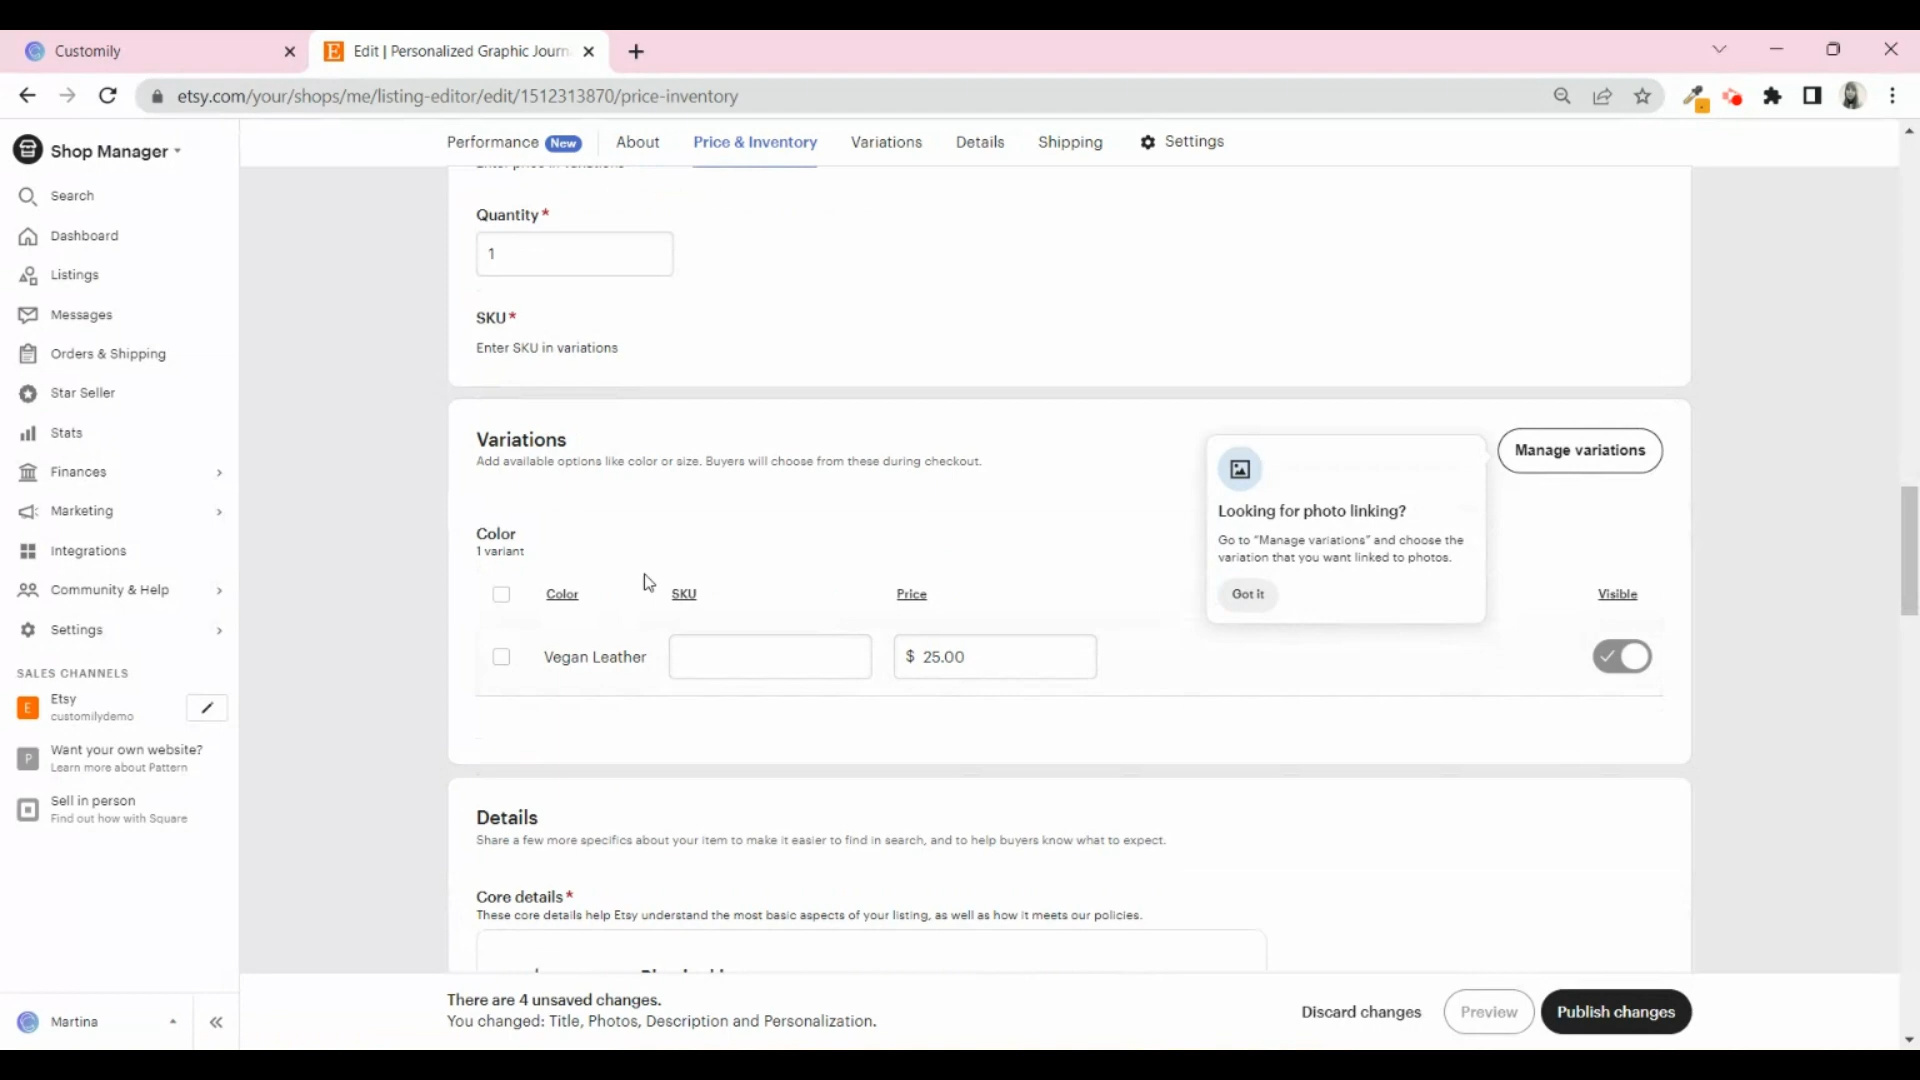 Customily
Edit | Personalized Graphic Journ
etsy.com/your/shops/me/listing-editor/edit/1512313870/price-inventory
Shop Manager
Search
Dashboard
Listings
Messages
Orders & Shipping
Star Seller
Stats
Finances
Marketing
Integrations
Community & Help
Settings
SALES CHANNELS
E
Etsy
customilydemo
P
Want your own website?
Learn more about Pattern
Sell in person
Find out how with Square
Martina
Performance New
About
Price & Inventory
Variations
Details
Shipping
Settings
Quantity *
1
SKU *
Enter SKU in variations
Variations
Add available options like color or size. Buyers will choose from these during checkout.
Manage variations
Looking for photo linking?
Go to "Manage variations" and choose the
variation that you want linked to photos.
Got it
Color
1 variant
Color
SKU
Price
Visible
Vegan Leather
$ 25.00
Details
Share a few more specifics about your item to make it easier to find in search, and to help buyers know what to expect.
Core details *
These core details help Etsy understand the most basic aspects of your listing, as well as how it meets our policies.
There are 4 unsaved changes.
You changed: Title, Photos, Description and Personalization.
Discard changes
Preview
Publish changes